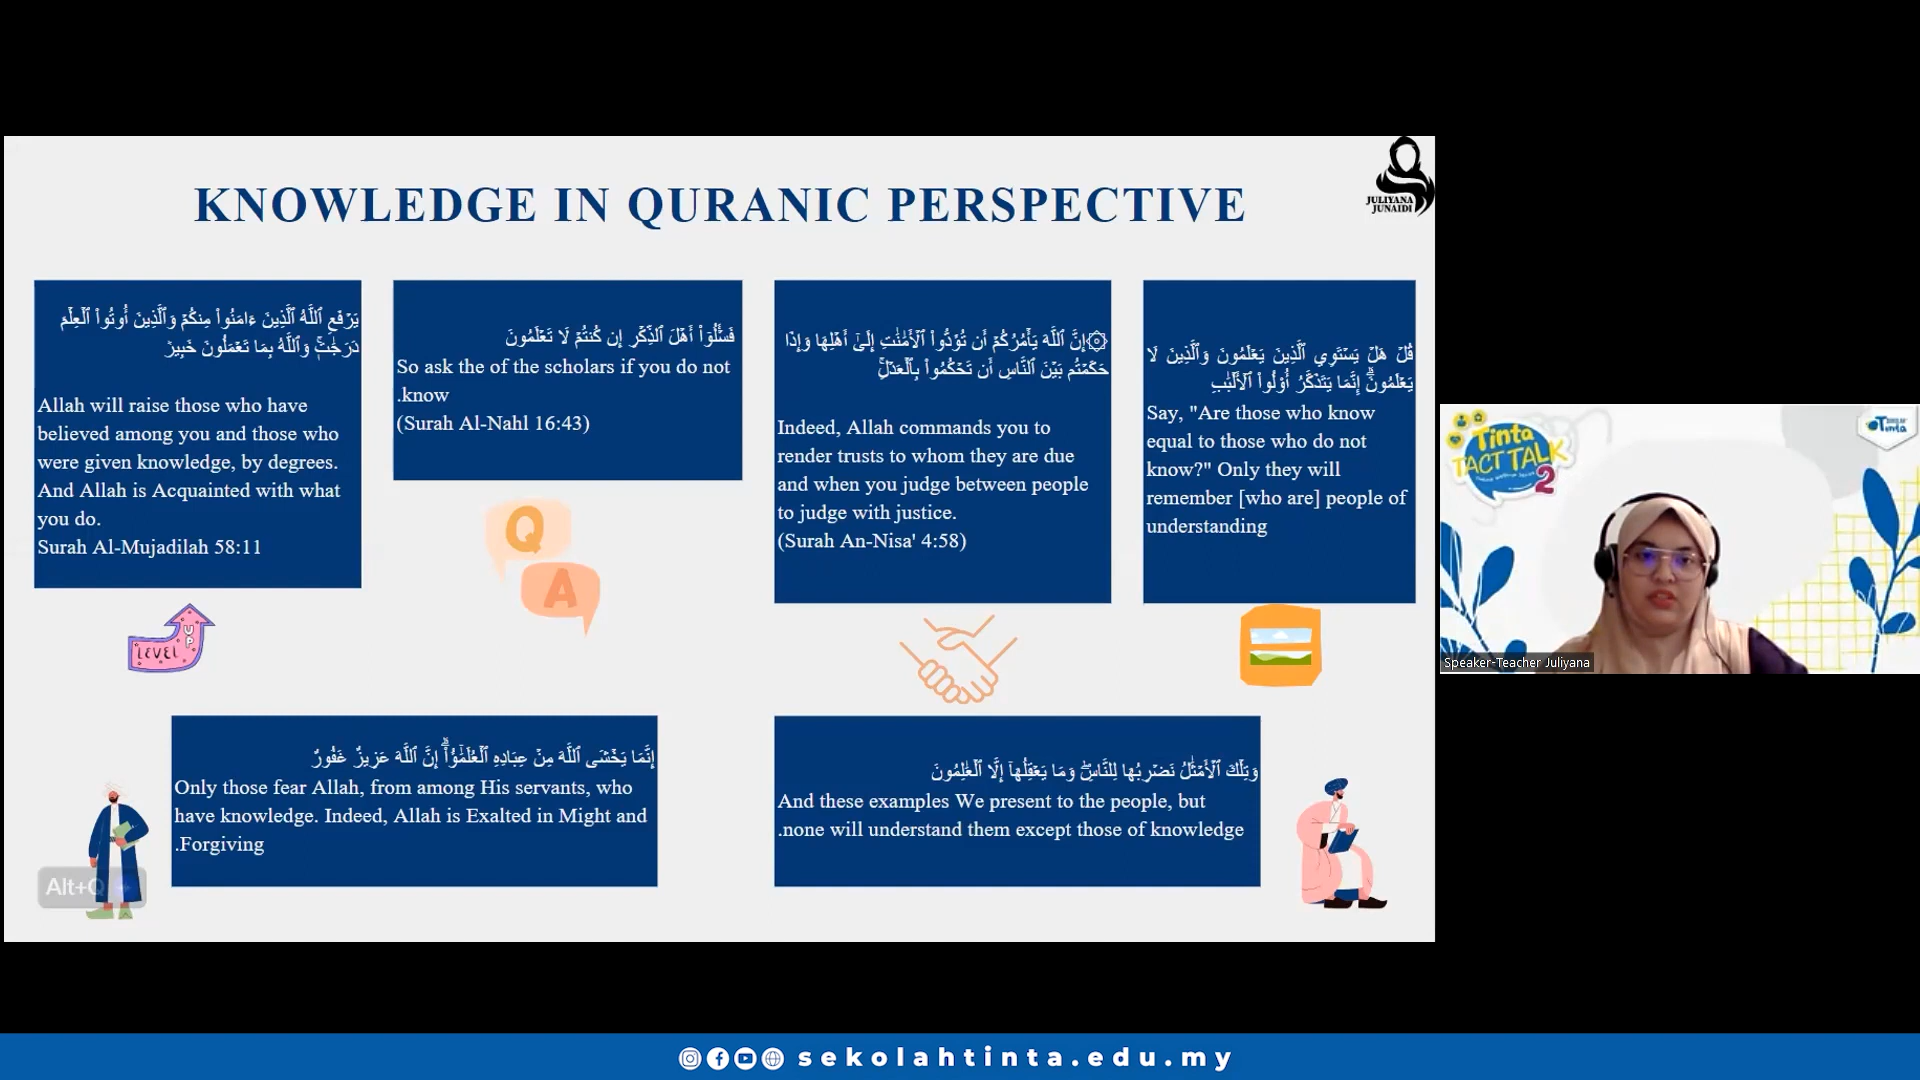 KNOWLEDGE IN QURANIC PERSPECTIVE
JULIYANA
JUNAIDI
يَرۡفَعِ ٱللَّهُ ٱلَّذِينَ ءَامَنُواْ مِنكُمۡ وَٱلَّذِينَ أُوتُواْ ٱلۡعِلۡمَ
دَرَجَٰتٖۚ وَٱللَّهُ بِمَا تَعۡمَلُونَ خَبِيرٞ
Allah will raise those who have
believed among you and those who
were given knowledge, by degrees.
And Allah is Acquainted with what
you do.
Surah Al-Mujadilah 58:11
LEVEL UP
فَسۡـَٔلُوٓاْ أَهۡلَ ٱلذِّكۡرِ إِن كُنتُمۡ لَا تَعۡلَمُونَ
So ask the of the scholars if you do not
.know
(Surah Al-Nahl 16:43)
Q
A
۞إِنَّ ٱللَّهَ يَأۡمُرُكُمۡ أَن تُؤَدُّواْ ٱلۡأَمَٰنَٰتِ إِلَىٰٓ أَهۡلِهَا وَإِذَا
حَكَمۡتُم بَيۡنَ ٱلنَّاسِ أَن تَحۡكُمُواْ بِٱلۡعَدۡلِۚ
Indeed, Allah commands you to
render trusts to whom they are due
and when you judge between people
to judge with justice.
(Surah An-Nisa' 4:58)
قُلۡ هَلۡ يَسۡتَوِي ٱلَّذِينَ يَعۡلَمُونَ وَٱلَّذِينَ لَا
يَعۡلَمُونَۗ إِنَّمَا يَتَذَكَّرُ أُوْلُواْ ٱلۡأَلۡبَٰبِ
Say, "Are those who know
equal to those who do not
know?" Only they will
remember [who are] people of
understanding
إِنَّمَا يَخۡشَى ٱللَّهَ مِنۡ عِبَادِهِ ٱلۡعُلَمَٰٓؤُاْۗ إِنَّ ٱللَّهَ عَزِيزٌ غَفُورٌ
Only those fear Allah, from among His servants, who
have knowledge. Indeed, Allah is Exalted in Might and
.Forgiving
Alt+Q
وَتِلۡكَ ٱلۡأَمۡثَٰلُ نَضۡرِبُهَا لِلنَّاسِۖ وَمَا يَعۡقِلُهَآ إِلَّا ٱلۡعَٰلِمُونَ
And these examples We present to the people, but
.none will understand them except those of knowledge
Tinta
TACT TALK
2
Tinta
Speaker-Teacher Juliyana
sekolahtinta.edu.my